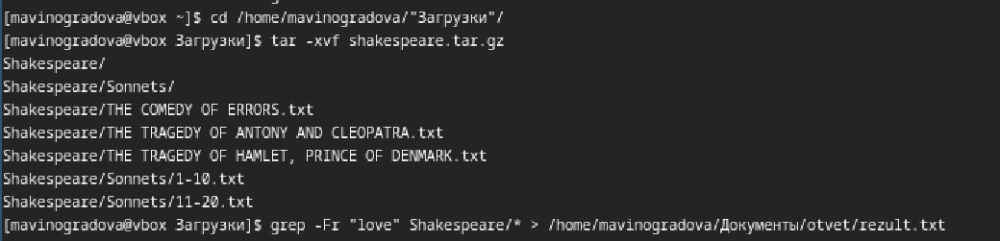 [mavinogradova@vbox ~]$ cd /home/mavinogradova/"Загрузки"/
[mavinogradova@vbox Загрузки]$ tar -xvf shakespeare.tar.gz
Shakespeare/
Shakespeare/Sonnets/
Shakespeare/THE COMEDY OF ERRORS.txt
Shakespeare/THE TRAGEDY OF ANTONY AND CLEOPATRA.txt
Shakespeare/THE TRAGEDY OF HAMLET, PRINCE OF DENMARK.txt
Shakespeare/Sonnets/1-10.txt
Shakespeare/Sonnets/11-20.txt
[mavinogradova@vbox Загрузки]$ grep -Fr "love" Shakespeare/* > /home/mavinogradova/Документы/otvet/rezult.txt